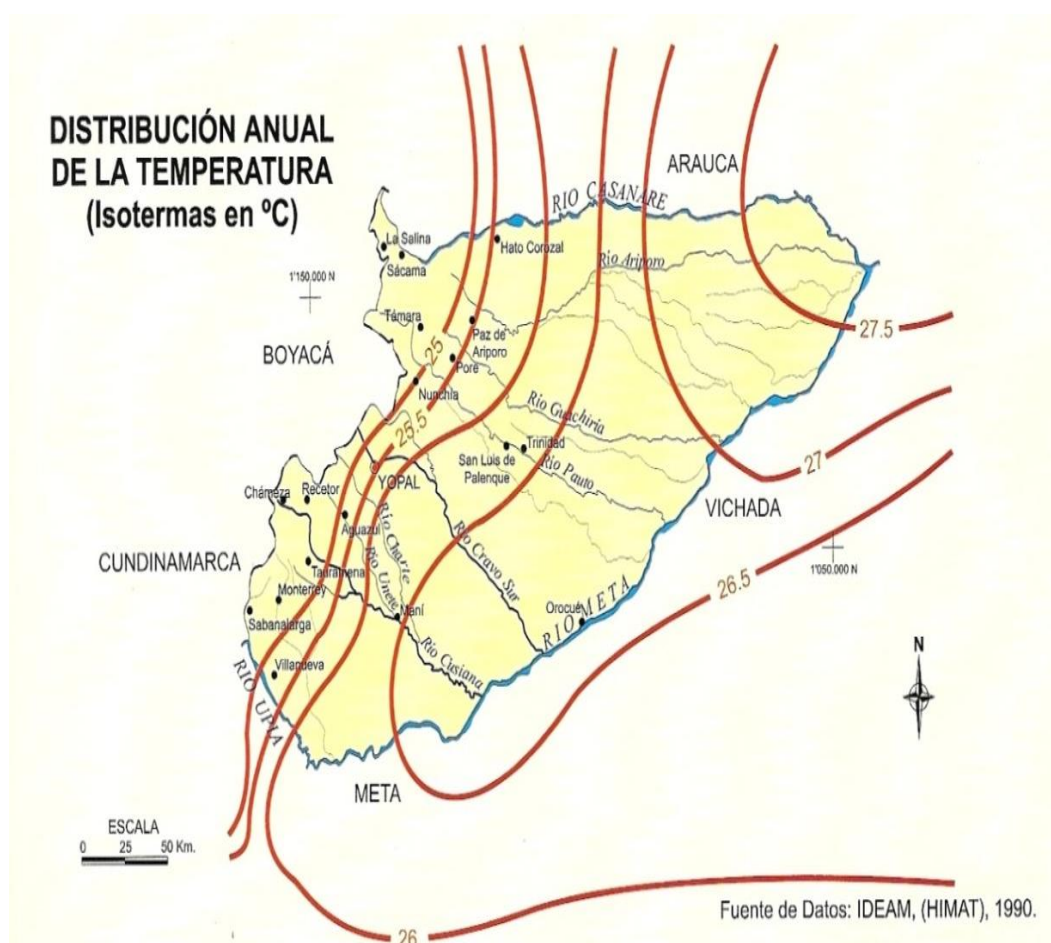 DISTRIBUCIÓN ANUAL
DE LA TEMPERATURA
(Isotermas en ºC)
ARAUCA
RIO CASANARE
La Salina
Sácama
Hato Corozal
Rio Ariporo
1'150.000 N
Támara
Paz de
Ariporo
27.5
BOYACÁ
25
Pore
Nunchía
25.5
Rio Guachiría
Trinidad
San Luis de
Palenque
Rio Pauto
27
YOPAL
Chámeza
Recetor
VICHADA
Aguazul
Rio Charte
Rio Cravo Sur
CUNDINAMARCA
Tauramena
Rio Unete
1'050.000 N
26.5
Monterrey
Sabanalarga
Maní
Orocué
RIO META
Rio Cusiana
N
Villanueva
RIO UPIA
META
ESCALA
0 25 50 Km.
Fuente de Datos: IDEAM, (HIMAT), 1990.
26